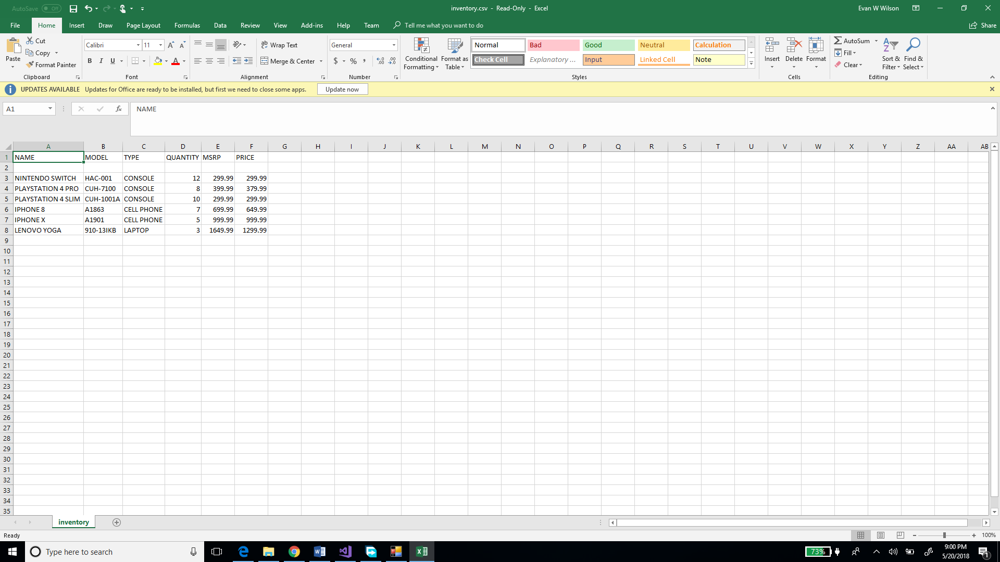 AutoSave Off
inventory.csv - Read-Only - Excel
Evan W Wilson
File Home Insert Draw Page Layout Formulas Data Review View Add-ins Help Team Tell me what you want to do Share
Paste
Cut
Copy
Format Painter
Clipboard
Calibri 11
B I U
Font
Wrap Text
Merge & Center
Alignment
General
$ % ,
Number
Conditional Formatting
Format as Table
Normal Bad Good Neutral Calculation
Check Cell Explanatory ... Input Linked Cell Note
Styles
Insert Delete Format
Cells
AutoSum
Fill
Clear
Sort & Filter
Find & Select
Editing
UPDATES AVAILABLE Updates for Office are ready to be installed, but first we need to close some apps. Update now
A1 fx NAME
A B C D E F G H I J K L M N O P Q R S T U V W X Y Z AA AB
1 NAME MODEL TYPE QUANTITY MSRP PRICE
2
3 NINTENDO SWITCH HAC-001 CONSOLE 12 299.99 299.99
4 PLAYSTATION 4 PRO CUH-7100 CONSOLE 8 399.99 379.99
5 PLAYSTATION 4 SLIM CUH-1001A CONSOLE 10 299.99 299.99
6 IPHONE 8 A1863 CELL PHONE 7 699.99 649.99
7 IPHONE X A1901 CELL PHONE 5 999.99 999.99
8 LENOVO YOGA 910-13IKB LAPTOP 3 1649.99 1299.99
9
10
11
12
13
14
15
16
17
18
19
20
21
22
23
24
25
26
27
28
29
30
31
32
33
34
35
inventory
Ready
100%
Type here to search
73%
9:00 PM
5/20/2018
1